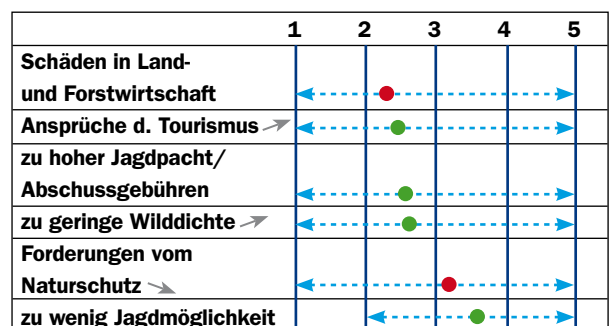 1 2 3 4 5
Schäden in Land-
und Forstwirtschaft
Ansprüche d. Tourismus
zu hoher Jagdpacht/
Abschussgebühren
zu geringe Wilddichte
Forderungen vom
Naturschutz
zu wenig Jagdmöglichkeit